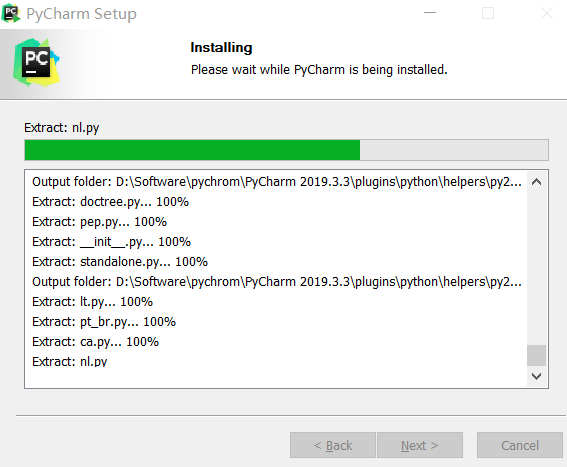 PyCharm Setup
Installing
Please wait while PyCharm is being installed.
Extract: nl.py
Output folder: D:\Software\pychrom\PyCharm 2019.3.3\plugins\python\helpers\py2...
Extract: doctree.py... 100%
Extract: pep.py... 100%
Extract: __init__.py... 100%
Extract: standalone.py... 100%
Output folder: D:\Software\pychrom\PyCharm 2019.3.3\plugins\python\helpers\py2...
Extract: lt.py... 100%
Extract: pt_br.py... 100%
Extract: ca.py... 100%
Extract: nl.py
< Back Next > Cancel